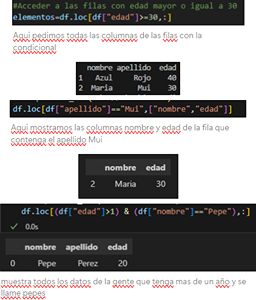 #Acceder a las filas con edad mayor o igual a 30
elementos=df.loc[df["edad"]>=30,:]
Aqui pedimos todas las columnas de las filas con la
condicional
nombre apellido edad
1 Azul Rojo 40
2 Maria Mui 30
df.loc[df["apellido"]=="Mui",["nombre","edad"]]
Aqui mostramos las columnas nombre y edad de la fila que
contenga el apellido Mui
nombre edad
2 Maria 30
df.loc[(df["edad"]>1) & (df["nombre"]=="Pepe"),:]
✓ 0.0s
nombre apellido edad
0 Pepe Perez 20
muestra todos los datos de la gente que tenga mas de un año y se
llame pepes